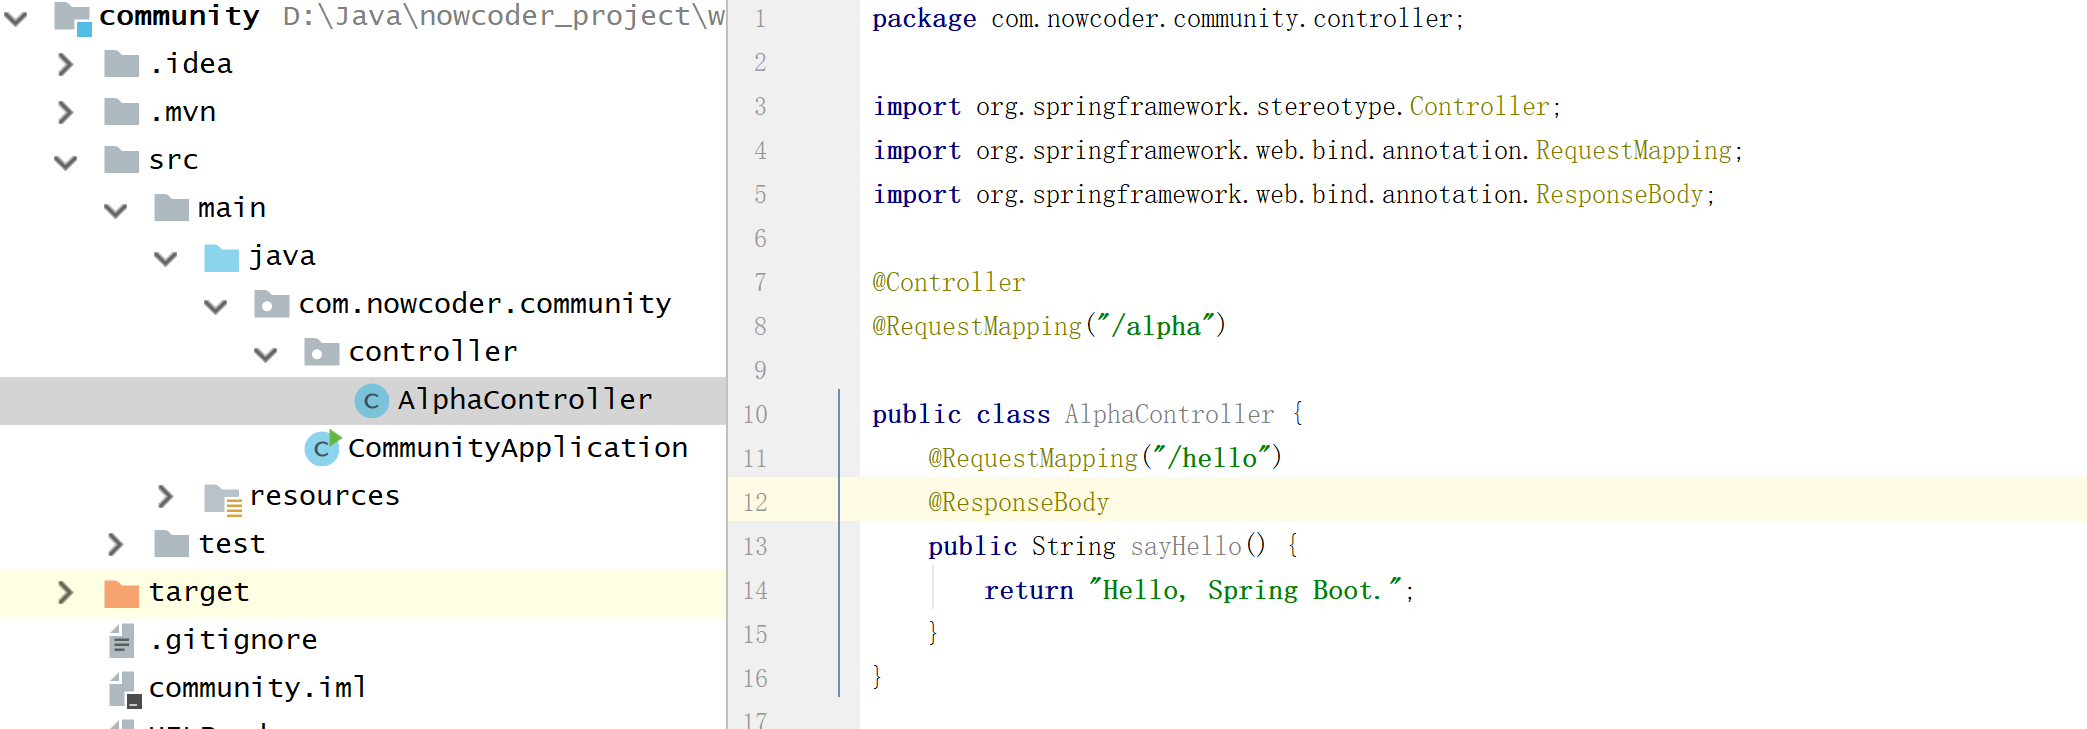 community D:\Java\nowcoder_project\w
.idea
.mvn
src
main
java
com.nowcoder.community
controller
AlphaController
CommunityApplication
resources
test
target
.gitignore
community.iml
1 package com.nowcoder.community.controller;
2
3 import org.springframework.stereotype.Controller;
4 import org.springframework.web.bind.annotation.RequestMapping;
5 import org.springframework.web.bind.annotation.ResponseBody;
6
7 @Controller
8 @RequestMapping("/alpha")
9
10 public class AlphaController {
11 @RequestMapping("/hello")
12 @ResponseBody
13 public String sayHello() {
14 return "Hello, Spring Boot.";
15 }
16 }
17